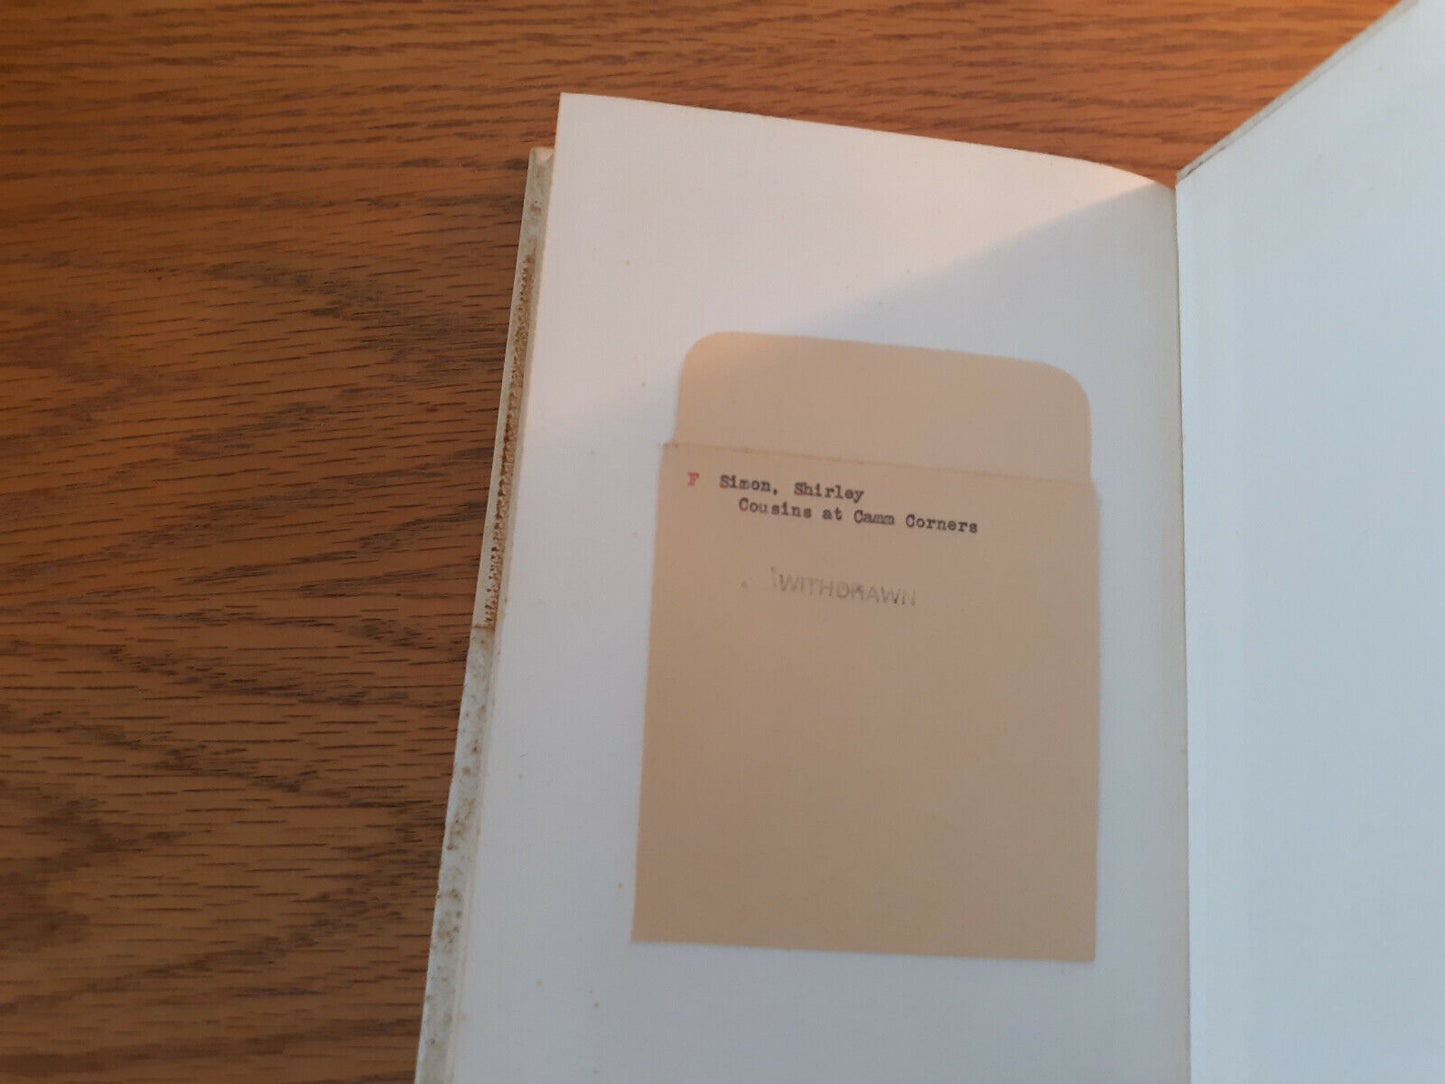 F Simon, Shirley
Cousins at Camm Corners
WITHDRAWN